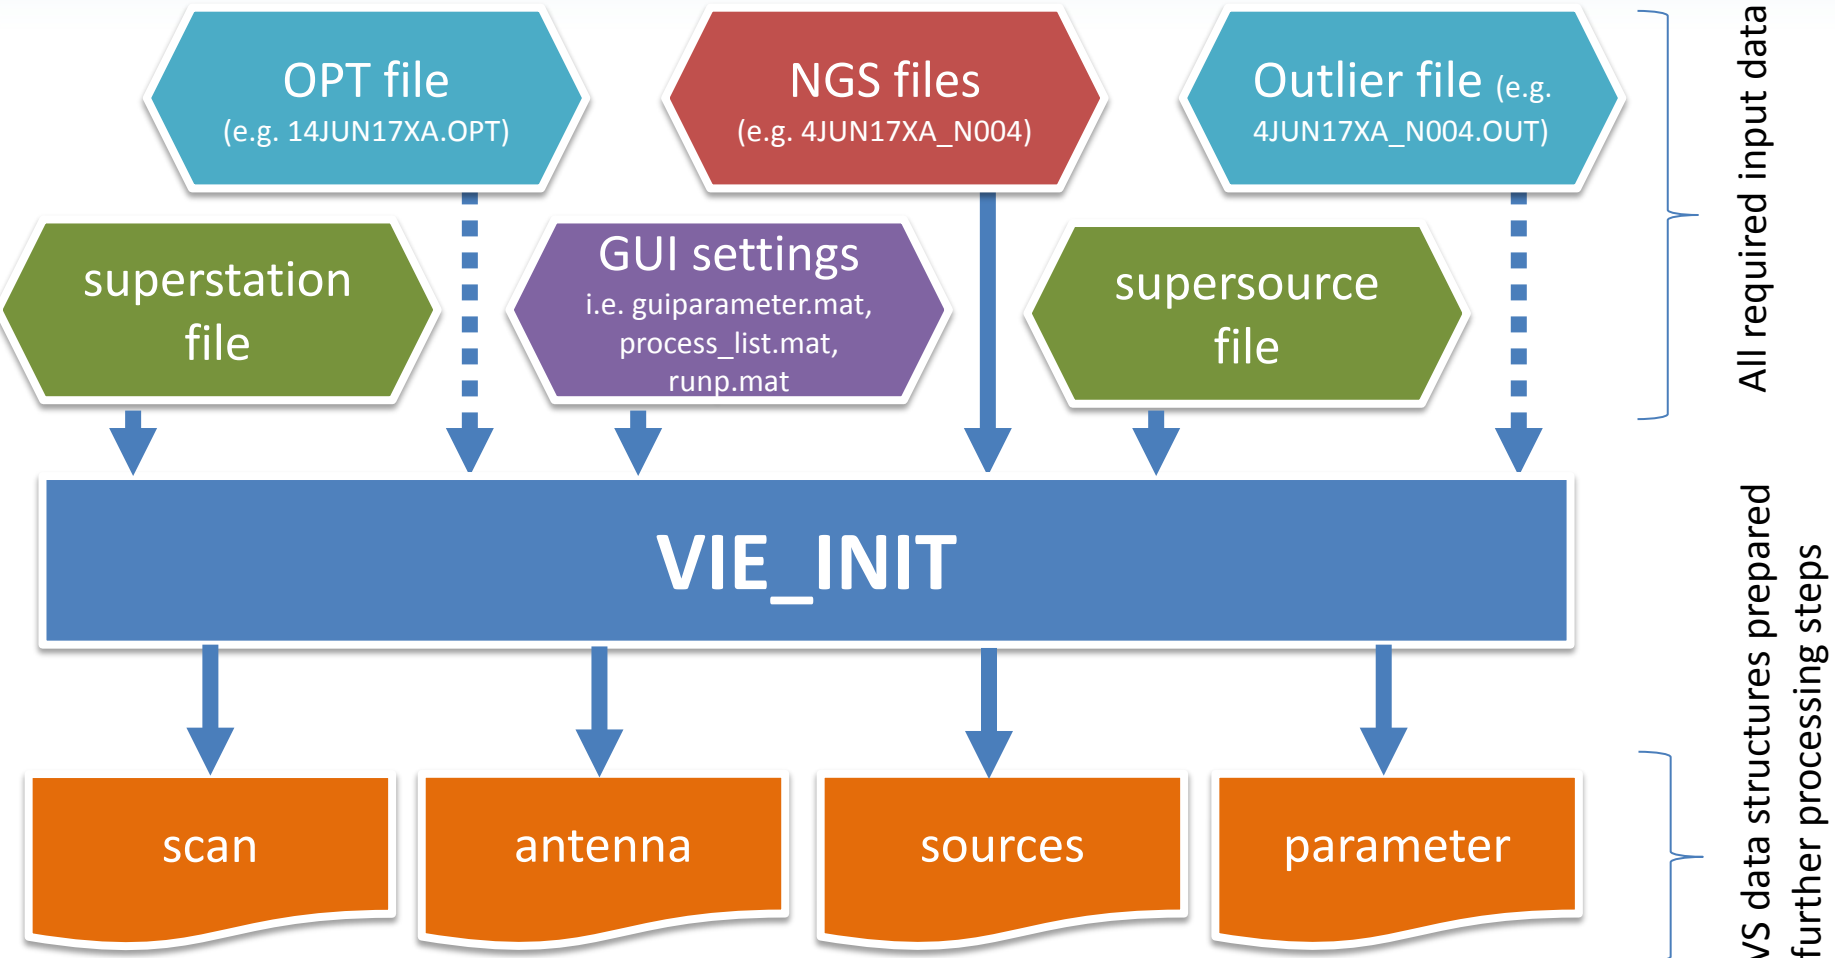 OPT file
(e.g. 14JUN17XA.OPT)
NGS files
(e.g. 4JUN17XA_N004)
Outlier file (e.g.
4JUN17XA_N004.OUT)
superstation
file
GUI settings
i.e. guiparameter.mat,
process_list.mat,
runp.mat
supersource
file
All required input data
VIE_INIT
scan
antenna
sources
parameter
VS data structures prepared
further processing steps